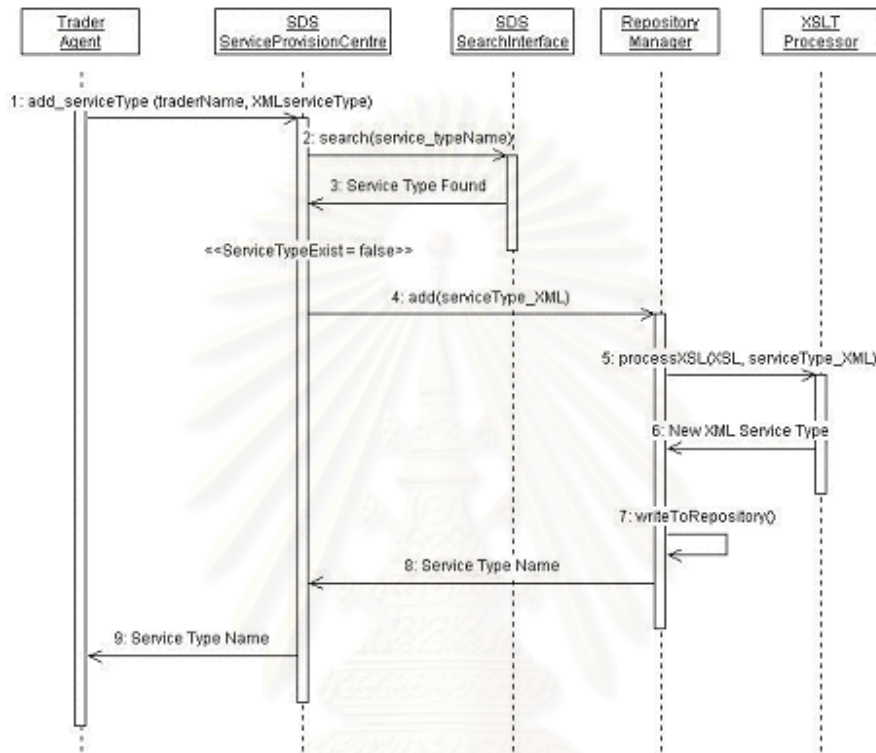 Trader
Agent
SDS
ServiceProvisionCentre
SDS
SearchInterface
Repository
Manager
XSLT
Processor
1: add_serviceType (traderName, XMLserviceType)
2: search(service_typeName)
3: Service Type Found
<<ServiceTypeExist = false>>
4: add(serviceType_XML)
5: processXSL(XSL, serviceType_XML)
6: New XML Service Type
7: writeToRepository()
8: Service Type Name
9: Service Type Name